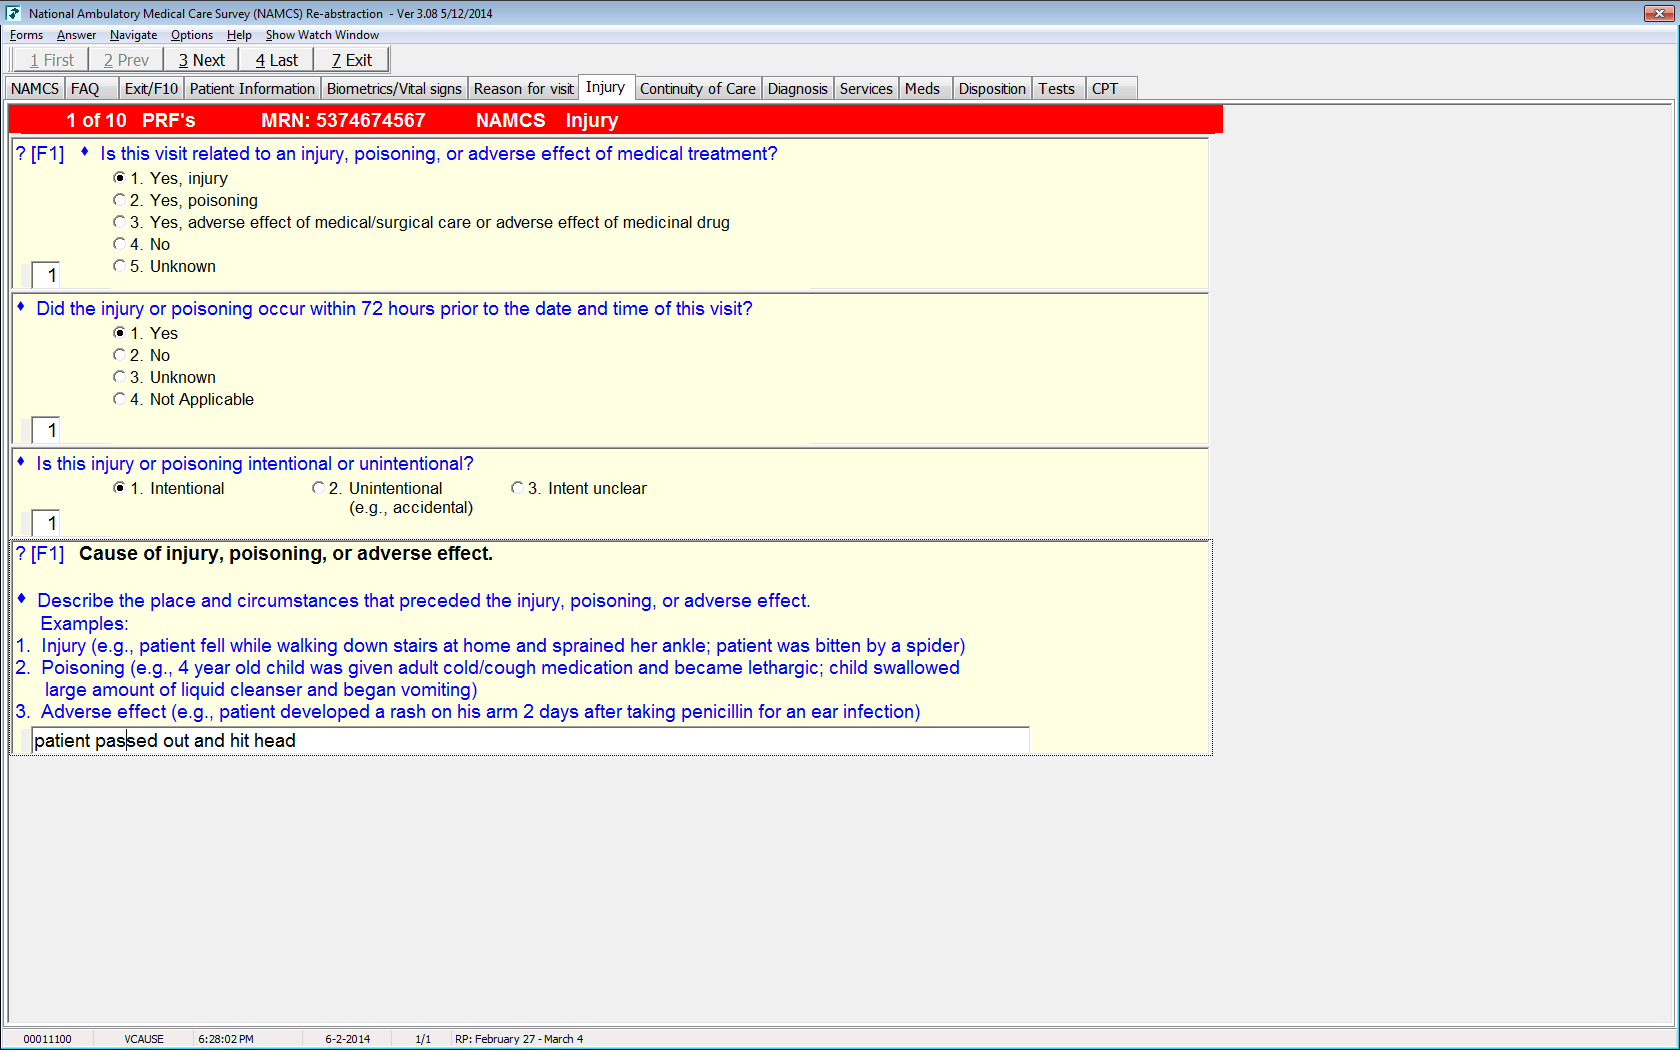 National Ambulatory Medical Care Survey (NAMCS) Re-abstraction - Ver 3.08 5/12/2014
Forms Answer Navigate Options Help Show Watch Window
1 First 2 Prev 3 Next 4 Last 7 Exit
NAMCS FAQ Exit/F10 Patient Information Biometrics/Vital signs Reason for visit Injury Continuity of Care Diagnosis Services Meds Disposition Tests CPT
1 of 10 PRF's MRN: 5374674567 NAMCS Injury
? [F1] ♦ Is this visit related to an injury, poisoning, or adverse effect of medical treatment?
1. Yes, injury
2. Yes, poisoning
3. Yes, adverse effect of medical/surgical care or adverse effect of medicinal drug
4. No
5. Unknown
1
♦ Did the injury or poisoning occur within 72 hours prior to the date and time of this visit?
1. Yes
2. No
3. Unknown
4. Not Applicable
1
♦ Is this injury or poisoning intentional or unintentional?
1. Intentional 2. Unintentional 3. Intent unclear
(e.g., accidental)
1
? [F1] Cause of injury, poisoning, or adverse effect.
♦ Describe the place and circumstances that preceded the injury, poisoning, or adverse effect.
Examples:
1. Injury (e.g., patient fell while walking down stairs at home and sprained her ankle; patient was bitten by a spider)
2. Poisoning (e.g., 4 year old child was given adult cold/cough medication and became lethargic; child swallowed
large amount of liquid cleanser and began vomiting)
3. Adverse effect (e.g., patient developed a rash on his arm 2 days after taking penicillin for an ear infection)
patient passed out and hit head
00011100 VCAUSE 6:28:02 PM 6-2-2014 1/1 RP: February 27 - March 4